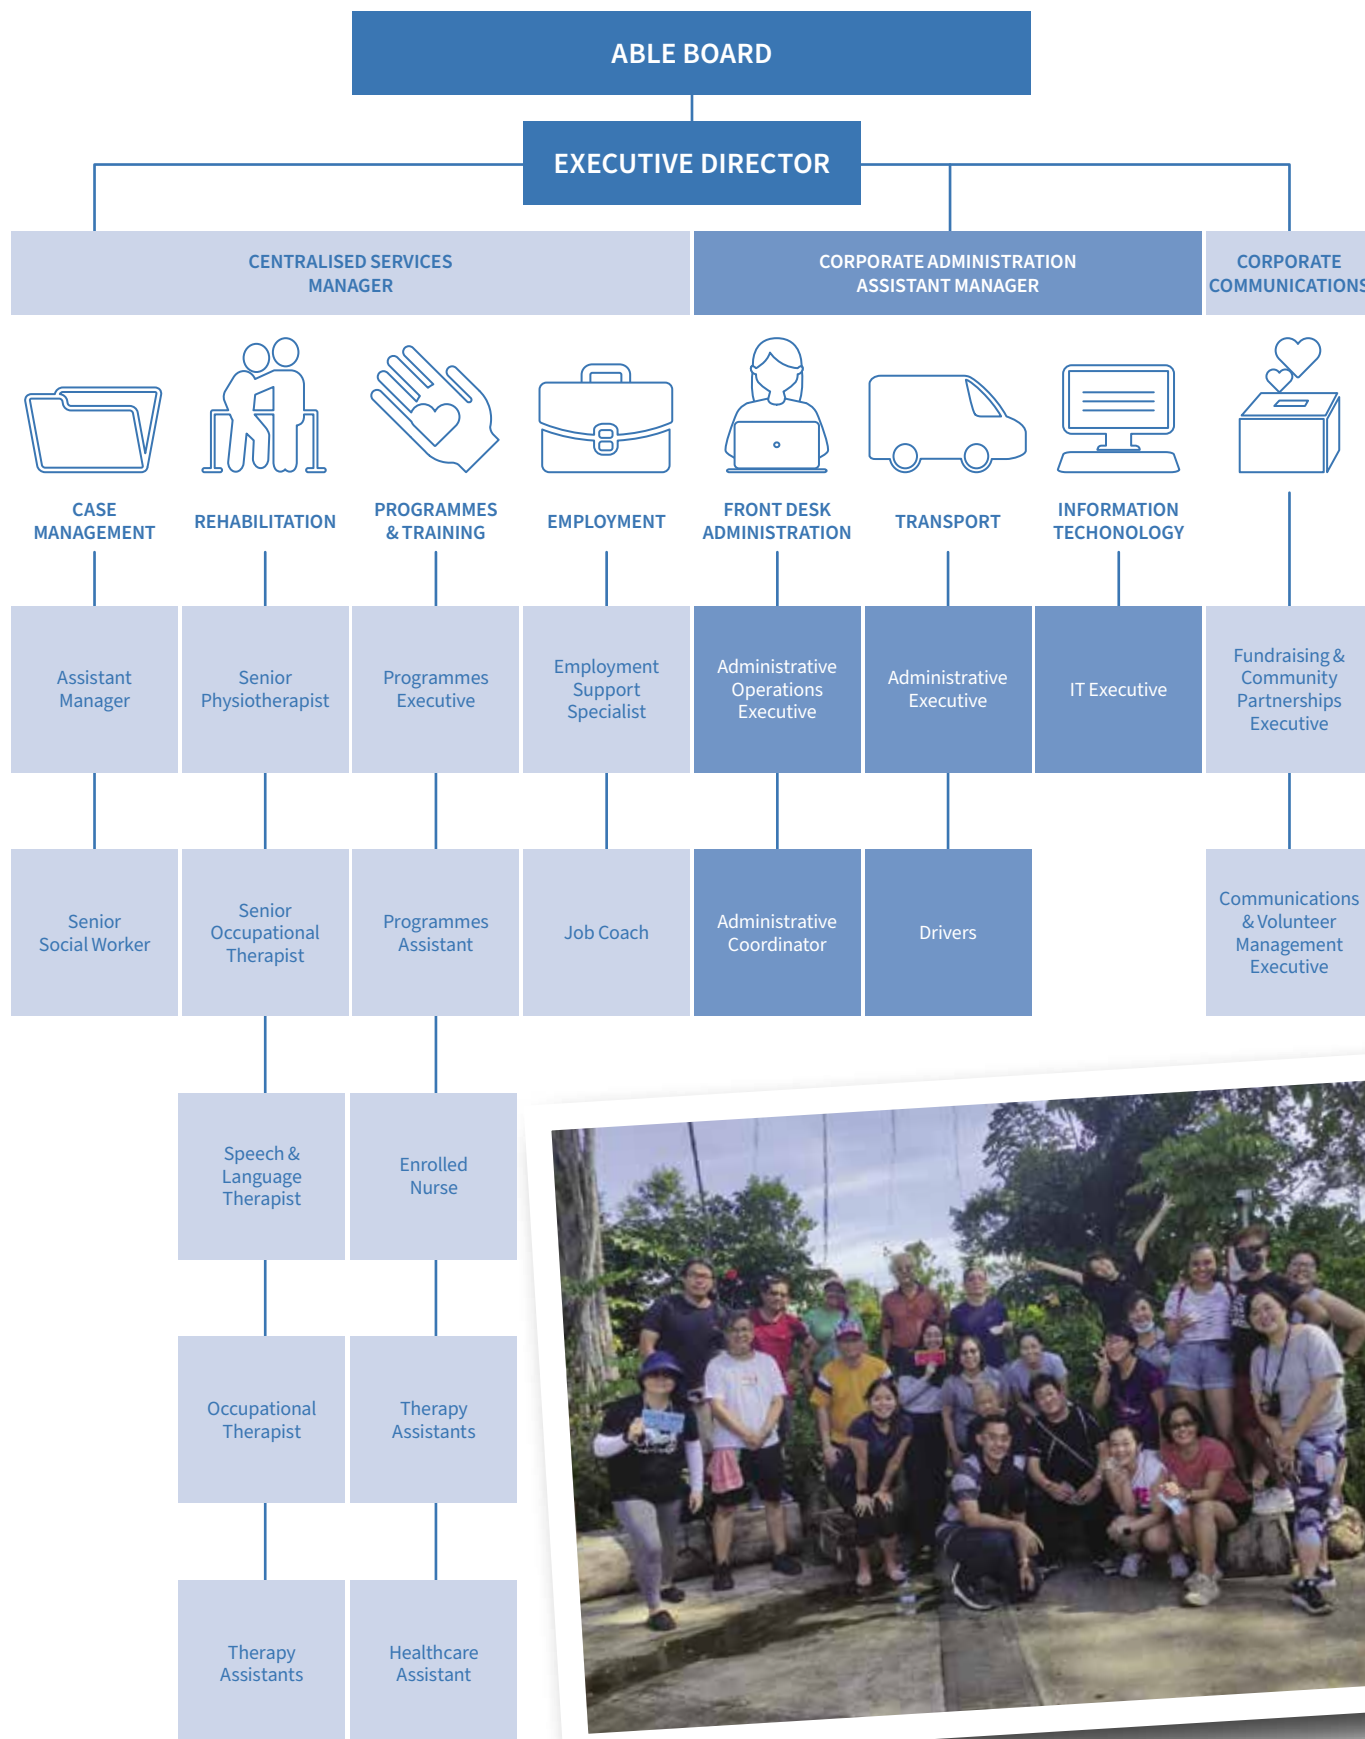 ABLE BOARD
EXECUTIVE DIRECTOR
CENTRALISED SERVICES
MANAGER
CORPORATE ADMINISTRATION
ASSISTANT MANAGER
CORPORATE
COMMUNICATIONS
CASE
MANAGEMENT
REHABILITATION
PROGRAMMES
& TRAINING
EMPLOYMENT
FRONT DESK
ADMINISTRATION
TRANSPORT
INFORMATION
TECHONOLOGY
Assistant
Manager
Senior
Physiotherapist
Programmes
Executive
Employment
Support
Specialist
Administrative
Operations
Executive
Administrative
Executive
IT Executive
Fundraising &
Community
Partnerships
Executive
Senior
Social Worker
Senior
Occupational
Therapist
Programmes
Assistant
Job Coach
Administrative
Coordinator
Drivers
Communications
& Volunteer
Management
Executive
Speech &
Language
Therapist
Enrolled
Nurse
Occupational
Therapist
Therapy
Assistants
Therapy
Assistants
Healthcare
Assistant